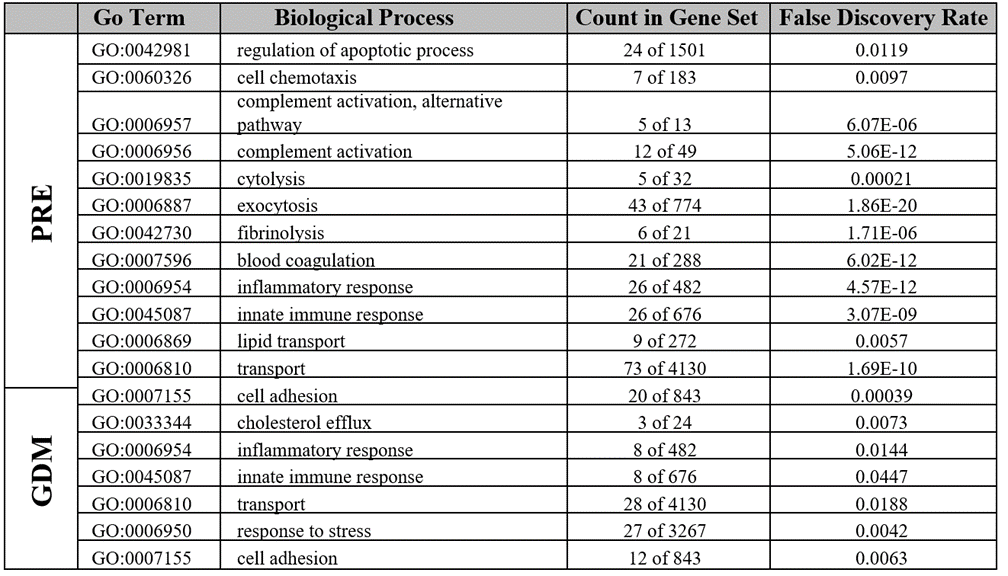 Go Term Biological Process Count in Gene Set False Discovery Rate
PRE
GO:0042981 regulation of apoptotic process 24 of 1501 0.0119
GO:0060326 cell chemotaxis 7 of 183 0.0097
complement activation, alternative
GO:0006957 pathway 5 of 13 6.07E-06
GO:0006956 complement activation 12 of 49 5.06E-12
GO:0019835 cytolysis 5 of 32 0.00021
GO:0006887 exocytosis 43 of 774 1.86E-20
GO:0042730 fibrinolysis 6 of 21 1.71E-06
GO:0007596 blood coagulation 21 of 288 6.02E-12
GO:0006954 inflammatory response 26 of 482 4.57E-12
GO:0045087 innate immune response 26 of 676 3.07E-09
GO:0006869 lipid transport 9 of 272 0.0057
GO:0006810 transport 73 of 4130 1.69E-10
GO:0007155 cell adhesion 20 of 843 0.00039
GDM
GO:0033344 cholesterol efflux 3 of 24 0.0073
GO:0006954 inflammatory response 8 of 482 0.0144
GO:0045087 innate immune response 8 of 676 0.0447
GO:0006810 transport 28 of 4130 0.0188
GO:0006950 response to stress 27 of 3267 0.0042
GO:0007155 cell adhesion 12 of 843 0.0063